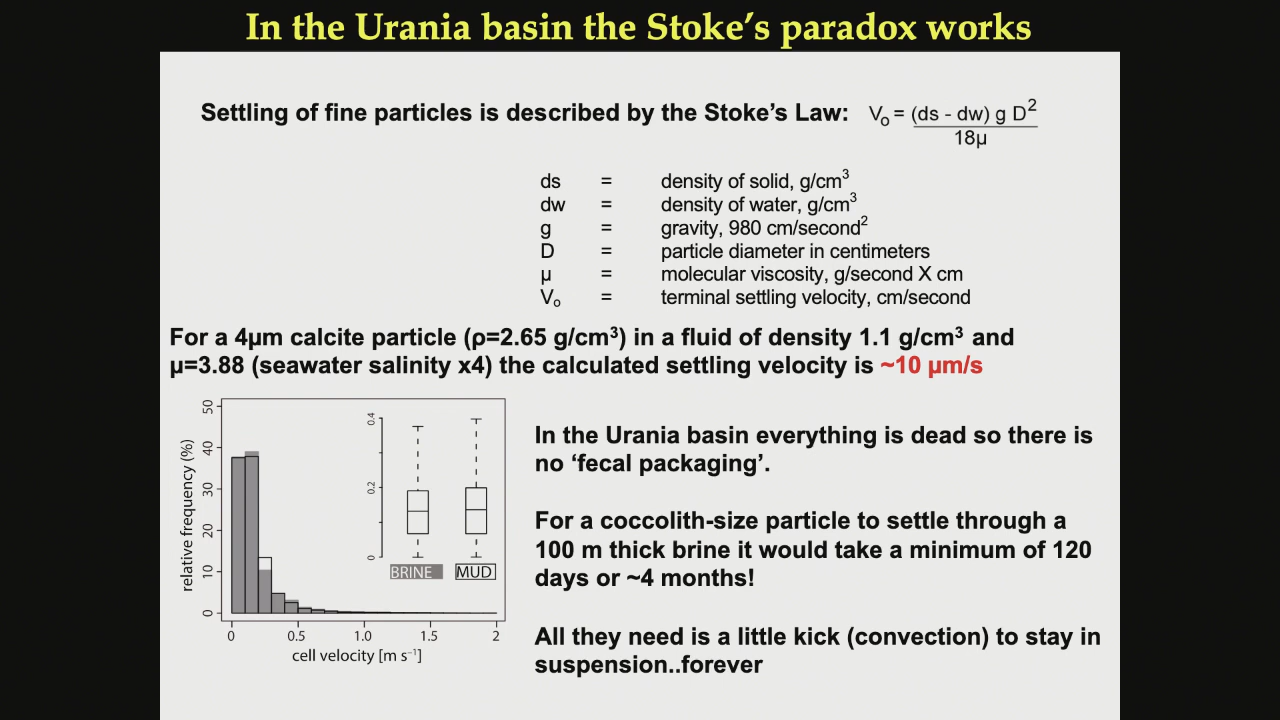 In the Urania basin the Stoke's paradox works
Settling of fine particles is described by the Stoke's Law: Vₒ = (ds - dw) g D²
18µ
ds = density of solid, g/cm³
dw = density of water, g/cm³
g = gravity, 980 cm/second²
D = particle diameter in centimeters
µ = molecular viscosity, g/second X cm
Vₒ = terminal settling velocity, cm/second
For a 4µm calcite particle (ρ=2.65 g/cm³) in a fluid of density 1.1 g/cm³ and
µ=3.88 (seawater salinity x4) the calculated settling velocity is ~10 µm/s
relative frequency (%)
50
40
30
20
10
0
0 0.5 1.0 1.5 2
cell velocity [m s⁻¹]
0.4
0.2
0
BRINE MUD
In the Urania basin everything is dead so there is
no 'fecal packaging'.
For a coccolith-size particle to settle through a
100 m thick brine it would take a minimum of 120
days or ~4 months!
All they need is a little kick (convection) to stay in
suspension..forever